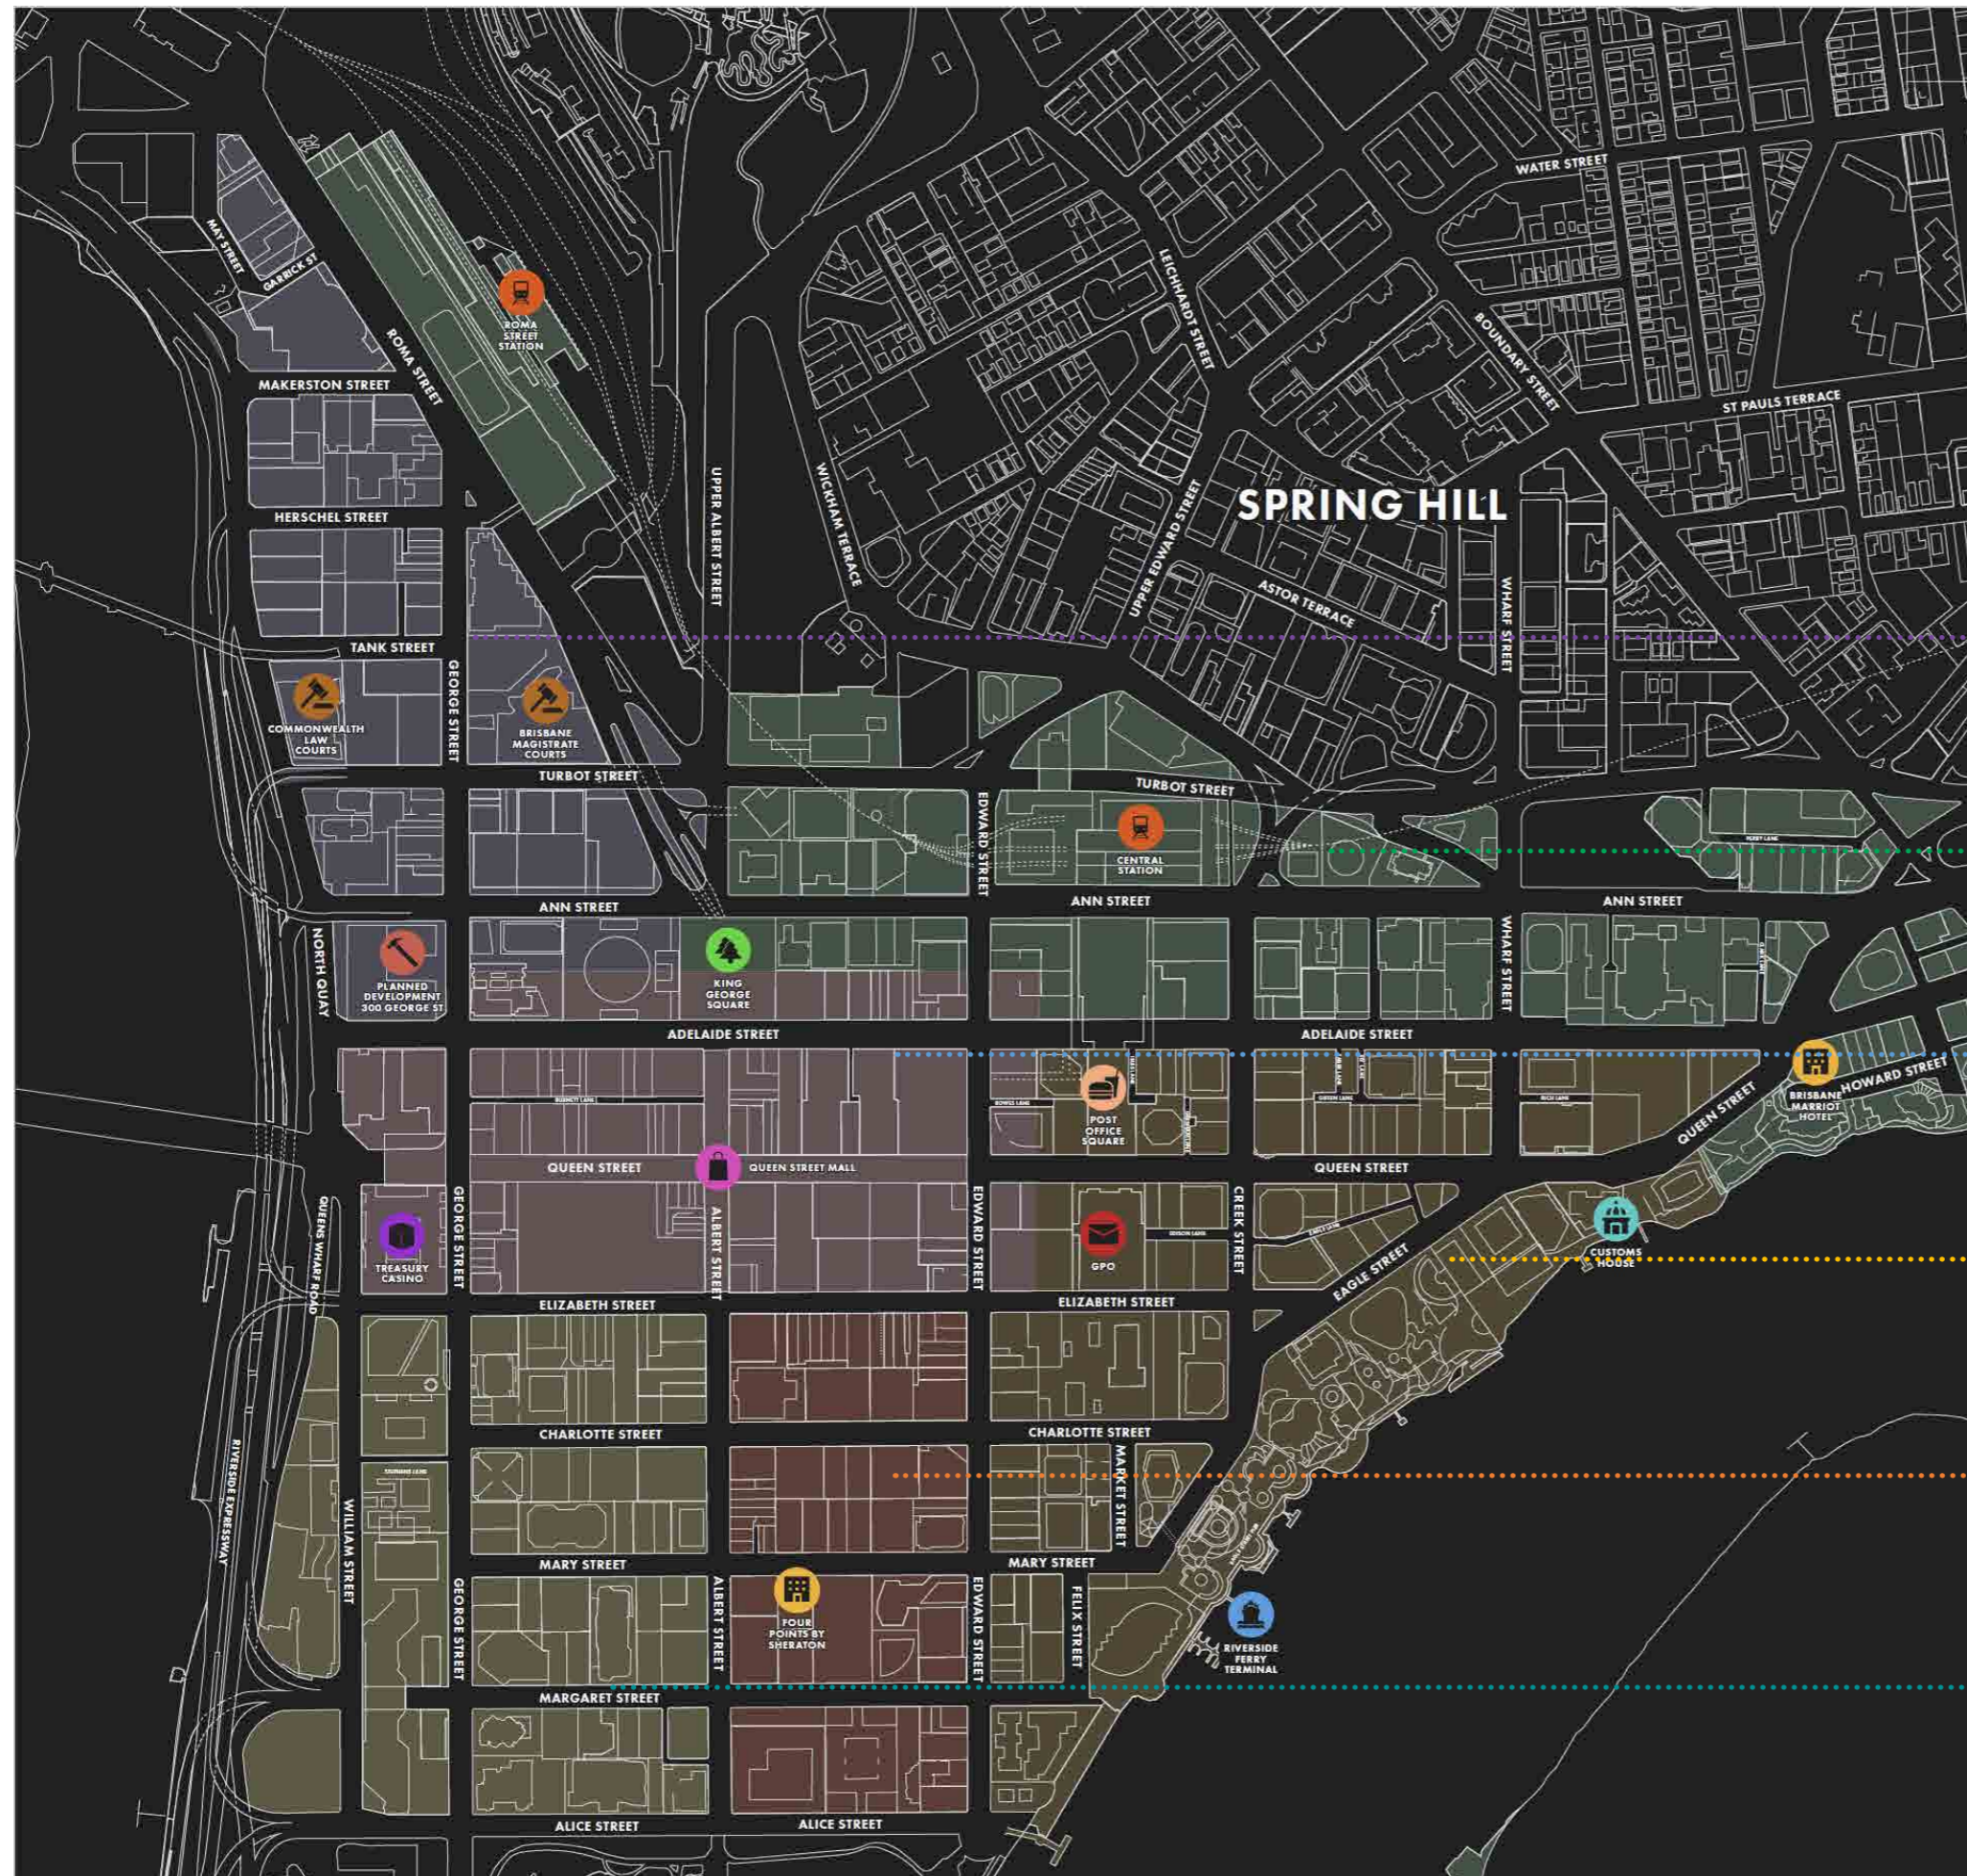 WATER STREET
MAY STREET
GARRICK ST
ROMA
STREET
STATION
LEICHHARDT STREET
BOUNDARY STREET
ROMA STREET
MAKERSTON STREET
ST PAULS TERRACE
UPPER ALBERT STREET
WICKHAM TERRACE
UPPER EDWARD STREET
SPRING HILL
HERSCHEL STREET
ASTOR TERRACE
WHARF STREET
TANK STREET
COMMONWEALTH
LAW
COURTS
GEORGE STREET
BRISBANE
MAGISTRATE
COURTS
TURBOT STREET
TURBOT STREET
EDWARD STREET
CENTRAL
STATION
ANN STREET
ANN STREET
ANN STREET
NORTH QUAY
PLANNED
DEVELOPMENT
300 GEORGE ST
KING
GEORGE
SQUARE
WHARF STREET
ADELAIDE STREET
ADELAIDE STREET
BURNETT LANE
POST
OFFICE
SQUARE
BRISBANE
MARRIOT
HOTEL
HOWARD STREET
QUEEN STREET
QUEEN STREET
QUEEN STREET MALL
QUEEN STREET
QUEENS WHARF ROAD
TREASURY
CASINO
GEORGE STREET
ALBERT STREET
EDWARD STREET
GPO
CREEK STREET
EAGLE STREET
CUSTOMS
HOUSE
ELIZABETH STREET
ELIZABETH STREET
CHARLOTTE STREET
CHARLOTTE STREET
RIVERSIDE EXPRESSWAY
WILLIAM STREET
MARKET STREET
MARY STREET
MARY STREET
GEORGE STREET
ALBERT STREET
FOUR
POINTS BY
SHERATON
EDWARD STREET
FELIX STREET
RIVERSIDE
FERRY
TERMINAL
MARGARET STREET
ALICE STREET
ALICE STREET